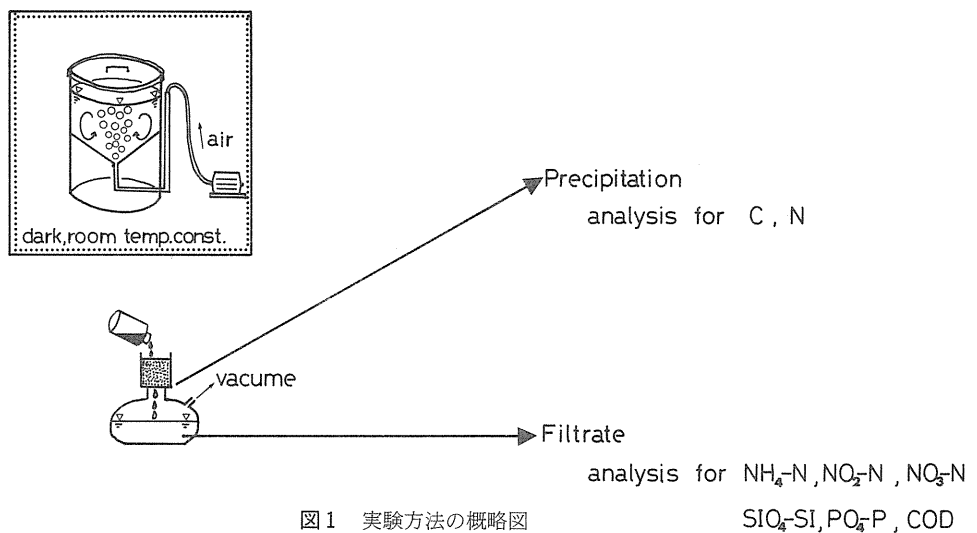 air
dark,room temp.const.
Precipitation
analysis for C , N
vacume
Filtrate
analysis for NH₄-N,NO₂-N ,NO₃-N
SIO₄-SI,PO₄-P , COD
図1 実験方法の概略図